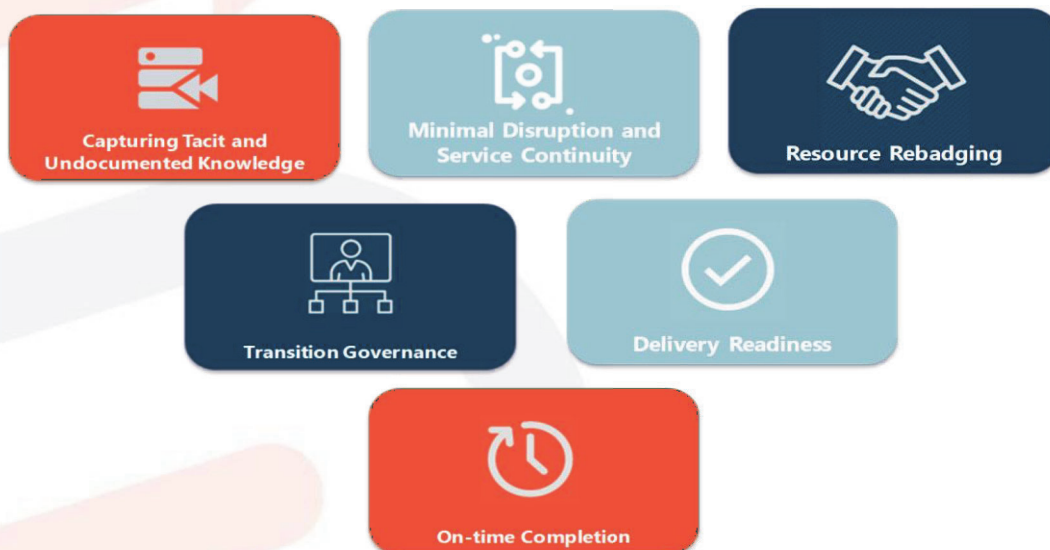 Capturing Tacit and
Undocumented Knowledge
Minimal Disruption and
Service Continuity
Resource Rebadging
Transition Governance
Delivery Readiness
On-time Completion